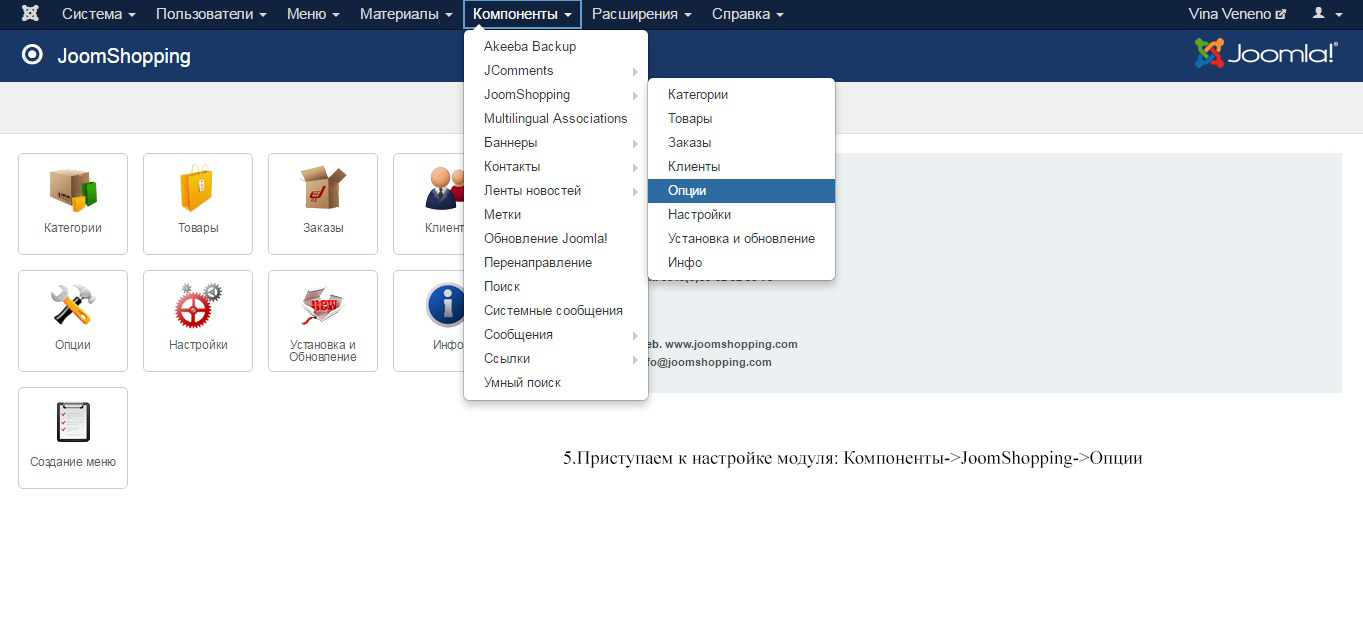 Система Пользователи Меню Материалы Компоненты Расширения Справка Vina Veneno
JoomShopping Joomla!®
Akeeba Backup
JComments
JoomShopping
Multilingual Associations
Баннеры
Контакты
Ленты новостей
Метки
Обновление Joomla!
Перенаправление
Поиск
Системные сообщения
Сообщения
Ссылки
Умный поиск
Категории
Товары
Заказы
Клиенты
Опции
Настройки
Установка и обновление
Инфо
Категории Товары Заказы Клиент
Опции Настройки Установка и Инфо
Обновление
Создание меню
eb. www.joomshopping.com
fo@joomshopping.com
5.Приступаем к настройке модуля: Компоненты->JoomShopping->Опции